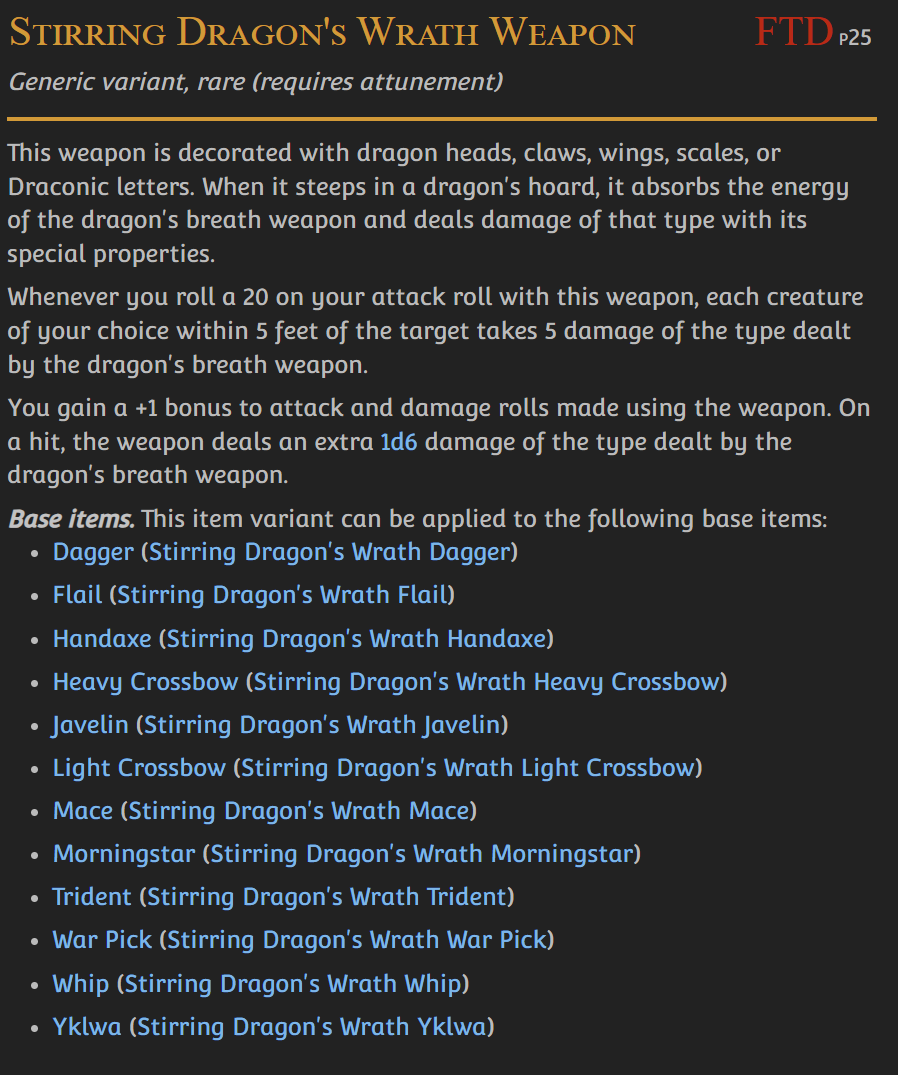 Stirring Dragon's Wrath Weapon FTD P25
Generic variant, rare (requires attunement)
This weapon is decorated with dragon heads, claws, wings, scales, or
Draconic letters. When it steeps in a dragon's hoard, it absorbs the energy
of the dragon's breath weapon and deals damage of that type with its
special properties.
Whenever you roll a 20 on your attack roll with this weapon, each creature
of your choice within 5 feet of the target takes 5 damage of the type dealt
by the dragon's breath weapon.
You gain a +1 bonus to attack and damage rolls made using the weapon. On
a hit, the weapon deals an extra 1d6 damage of the type dealt by the
dragon's breath weapon.
Base items. This item variant can be applied to the following base items:
• Dagger (Stirring Dragon's Wrath Dagger)
• Flail (Stirring Dragon's Wrath Flail)
• Handaxe (Stirring Dragon's Wrath Handaxe)
• Heavy Crossbow (Stirring Dragon's Wrath Heavy Crossbow)
• Javelin (Stirring Dragon's Wrath Javelin)
• Light Crossbow (Stirring Dragon's Wrath Light Crossbow)
• Mace (Stirring Dragon's Wrath Mace)
• Morningstar (Stirring Dragon's Wrath Morningstar)
• Trident (Stirring Dragon's Wrath Trident)
• War Pick (Stirring Dragon's Wrath War Pick)
• Whip (Stirring Dragon's Wrath Whip)
• Yklwa (Stirring Dragon's Wrath Yklwa)